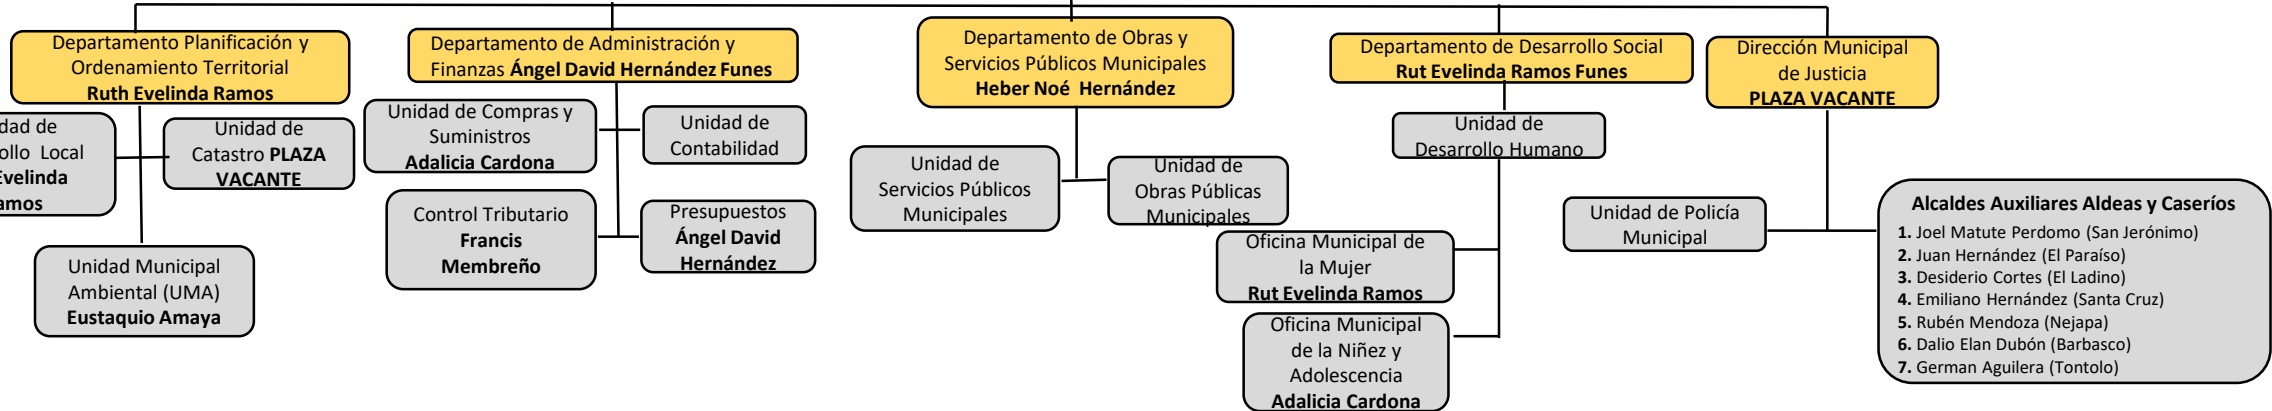 Departamento Planificación y
Ordenamiento Territorial
Ruth Evelinda Ramos
Departamento de Administración y
Finanzas Ángel David Hernández Funes
Departamento de Obras y
Servicios Públicos Municipales
Heber Noé Hernández
Departamento de Desarrollo Social
Rut Evelinda Ramos Funes
Dirección Municipal
de Justicia
PLAZA VACANTE
de
Local
Evelinda
Unidad de
Catastro PLAZA
VACANTE
Unidad Municipal
Ambiental (UMA)
Eustaquio Amaya
Unidad de Compras y
Suministros
Adalicia Cardona
Unidad de
Contabilidad
Control Tributario
Francis
Membreño
Presupuestos
Ángel David
Hernández
Unidad de
Servicios Públicos
Municipales
Unidad de
Obras Públicas
Municipales
Unidad de
Desarrollo Humano
Oficina Municipal de
la Mujer
Rut Evelinda Ramos
Oficina Municipal
de la Niñez y
Adolescencia
Adalicia Cardona
Unidad de Policía
Municipal
Alcaldes Auxiliares Aldeas y Caseríos
1. Joel Matute Perdomo (San Jerónimo)
2. Juan Hernández (El Paraíso)
3. Desiderio Cortes (El Ladino)
4. Emiliano Hernández (Santa Cruz)
5. Rubén Mendoza (Nejapa)
6. Dalio Elan Dubón (Barbasco)
7. German Aguilera (Tontolo)